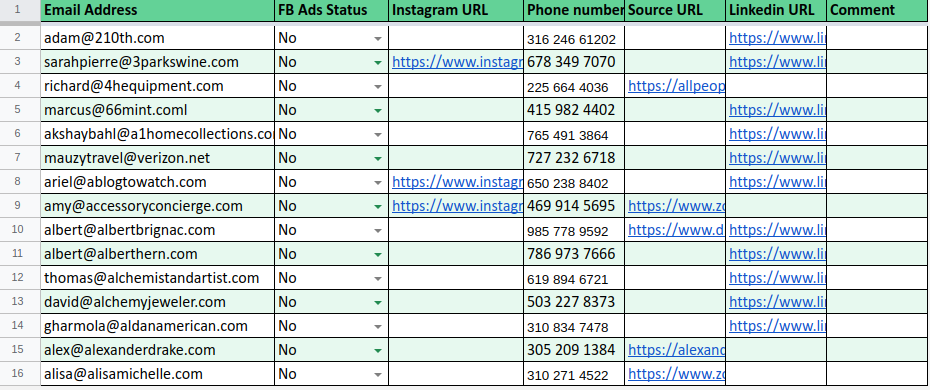 1 Email Address FB Ads Status Instagram URL Phone number Source URL Linkedin URL Comment
2 adam@210th.com No 316 246 61202 https://www.li
3 sarahpierre@3parkswine.com No https://www.instagr 678 349 7070 https://www.li
4 richard@4hequipment.com No 225 664 4036 https://allpeop
5 marcus@66mint.coml No 415 982 4402 https://www.li
6 akshaybahl@a1homecollections.co No 765 491 3864 https://www.li
7 mauzytravel@verizon.net No 727 232 6718 https://www.li
8 ariel@ablogtowatch.com No https://www.instagr 650 238 8402 https://www.li
9 amy@accessoryconcierge.com No https://www.instagr 469 914 5695 https://www.zo
10 albert@albertbrignac.com No 985 778 9592 https://www.d https://www.li
11 albert@alberthern.com No 786 973 7666 https://www.li
12 thomas@alchemistandartist.com No 619 894 6721 https://www.li
13 david@alchemyjeweler.com No 503 227 8373 https://www.li
14 gharmola@aldanamerican.com No 310 834 7478 https://www.li
15 alex@alexanderdrake.com No 305 209 1384 https://alexand
16 alisa@alisamichelle.com No 310 271 4522 https://www.zo